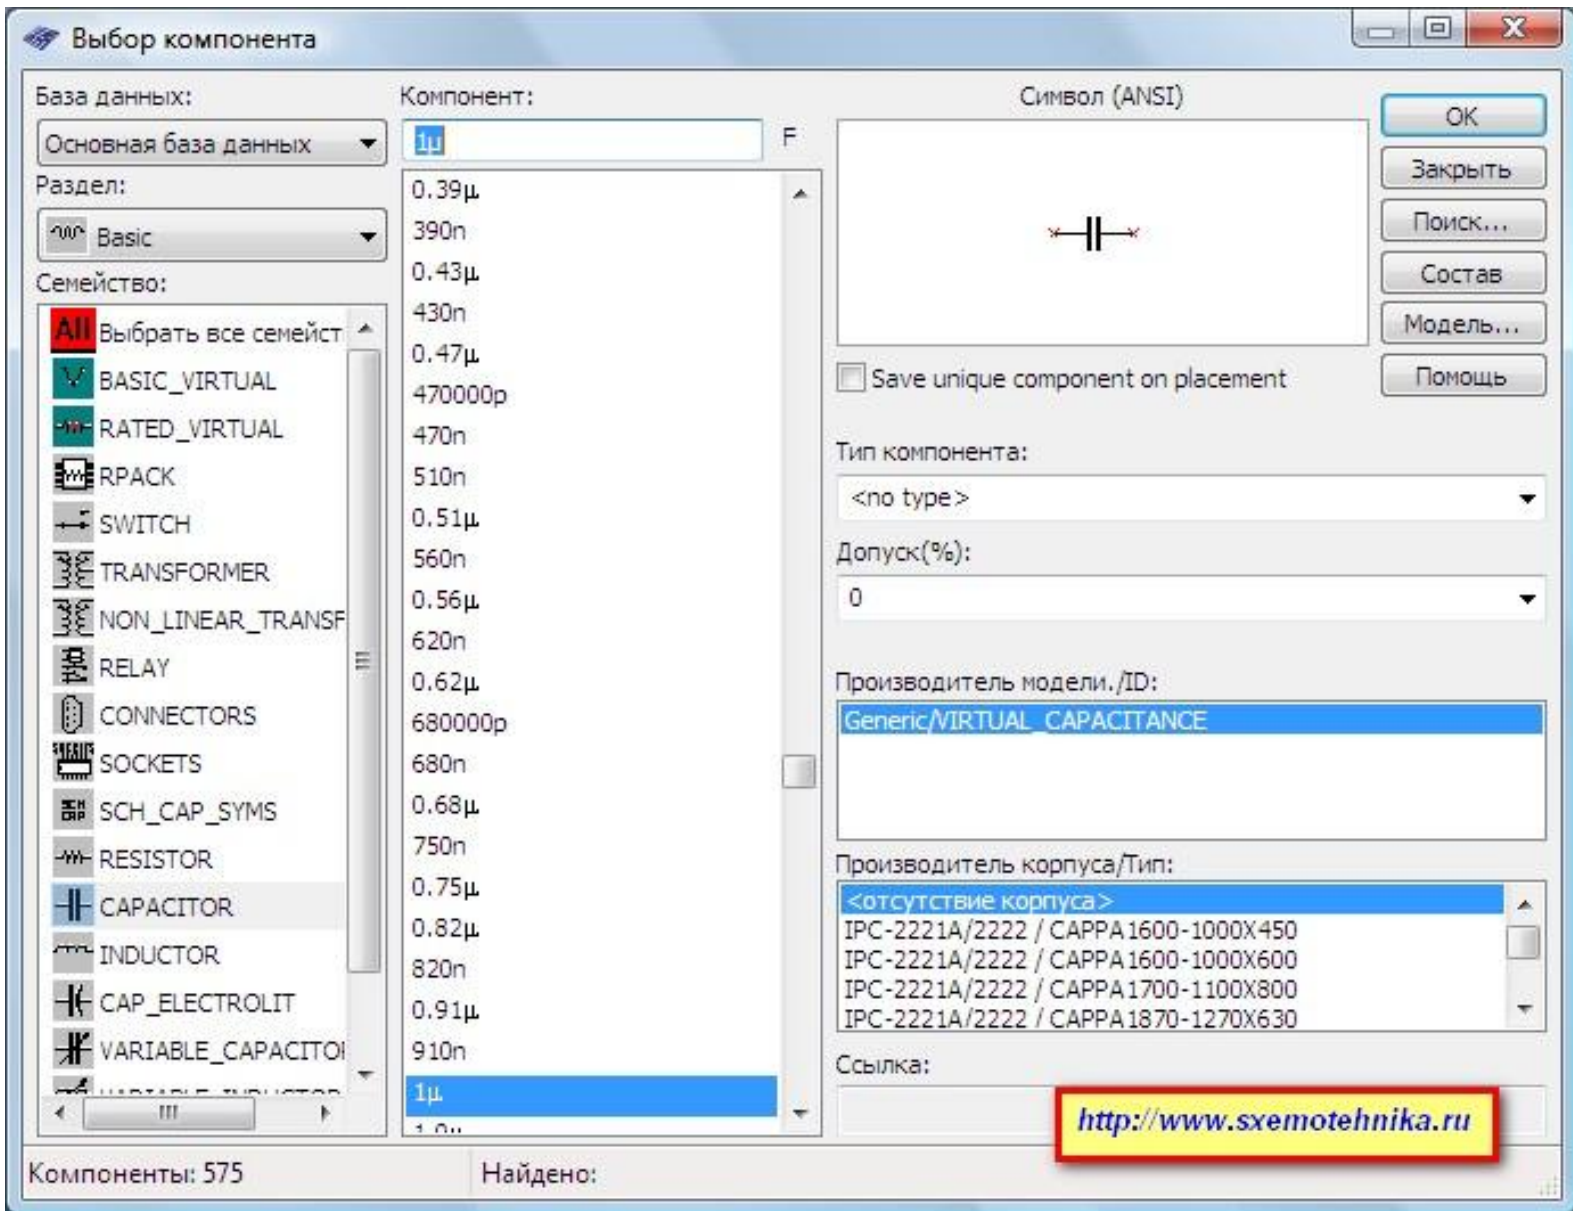 Выбор компонента
База данных:
Основная база данных
Раздел:
Basic
Семейство:
All Выбрать все семейст
BASIC_VIRTUAL
RATED_VIRTUAL
RPACK
SWITCH
TRANSFORMER
NON_LINEAR_TRANSF
RELAY
CONNECTORS
SOCKETS
SCH_CAP_SYMS
RESISTOR
CAPACITOR
INDUCTOR
CAP_ELECTROLIT
VARIABLE_CAPACITO
Компонент:
1µ F
0.39µ
390n
0.43µ
430n
0.47µ
470000p
470n
510n
0.51µ
560n
0.56µ
620n
0.62µ
680000p
680n
0.68µ
750n
0.75µ
0.82µ
820n
0.91µ
910n
1µ
Символ (ANSI)
Save unique component on placement
Тип компонента:
<no type>
Допуск(%):
0
Производитель модели./ID:
Generic/VIRTUAL_CAPACITANCE
Производитель корпуса/Тип:
<отсутствие корпуса>
IPC-2221A/2222 / CAPPA1600-1000X450
IPC-2221A/2222 / CAPPA1600-1000X600
IPC-2221A/2222 / CAPPA1700-1100X800
IPC-2221A/2222 / CAPPA1870-1270X630
Ссылка:
http://www.sxemotehnika.ru
OK
Закрыть
Поиск...
Состав
Модель...
Помощь
Компоненты: 575
Найдено: